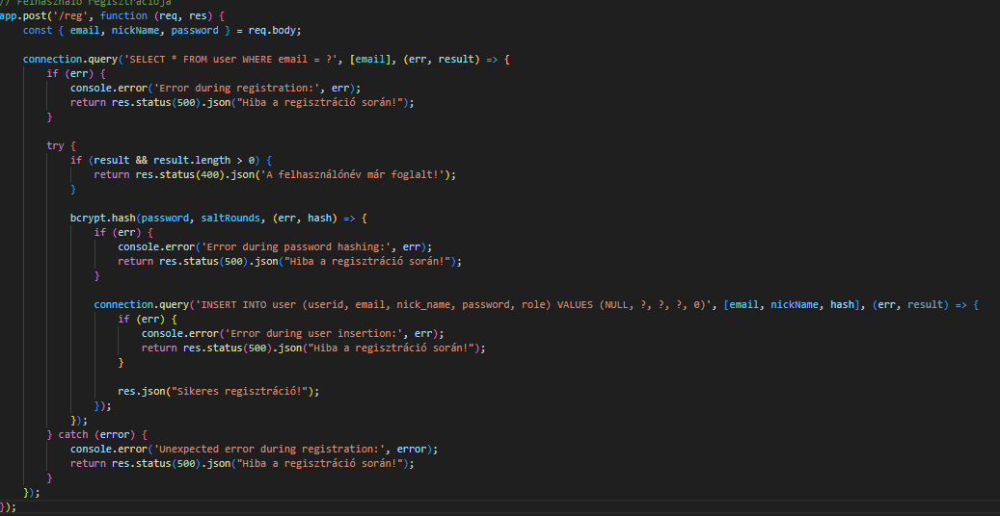 // Felhasználó regisztrációja
app.post('/reg', function (req, res) {
    const { email, nickName, password } = req.body;

    connection.query('SELECT * FROM user WHERE email = ?', [email], (err, result) => {
        if (err) {
            console.error('Error during registration:', err);
            return res.status(500).json("Hiba a regisztráció során!");
        }

        try {
            if (result && result.length > 0) {
                return res.status(400).json('A felhasználónév már foglalt!');
            }

            bcrypt.hash(password, saltRounds, (err, hash) => {
                if (err) {
                    console.error('Error during password hashing:', err);
                    return res.status(500).json("Hiba a regisztráció során!");
                }

                connection.query('INSERT INTO user (userid, email, nick_name, password, role) VALUES (NULL, ?, ?, ?, 0)', [email, nickName, hash], (err, result) => {
                    if (err) {
                        console.error('Error during user insertion:', err);
                        return res.status(500).json("Hiba a regisztráció során!");
                    }

                    res.json("Sikeres regisztráció!");
                });
            });
        } catch (error) {
            console.error('Unexpected error during registration:', error);
            return res.status(500).json("Hiba a regisztráció során!");
        }
    });
});